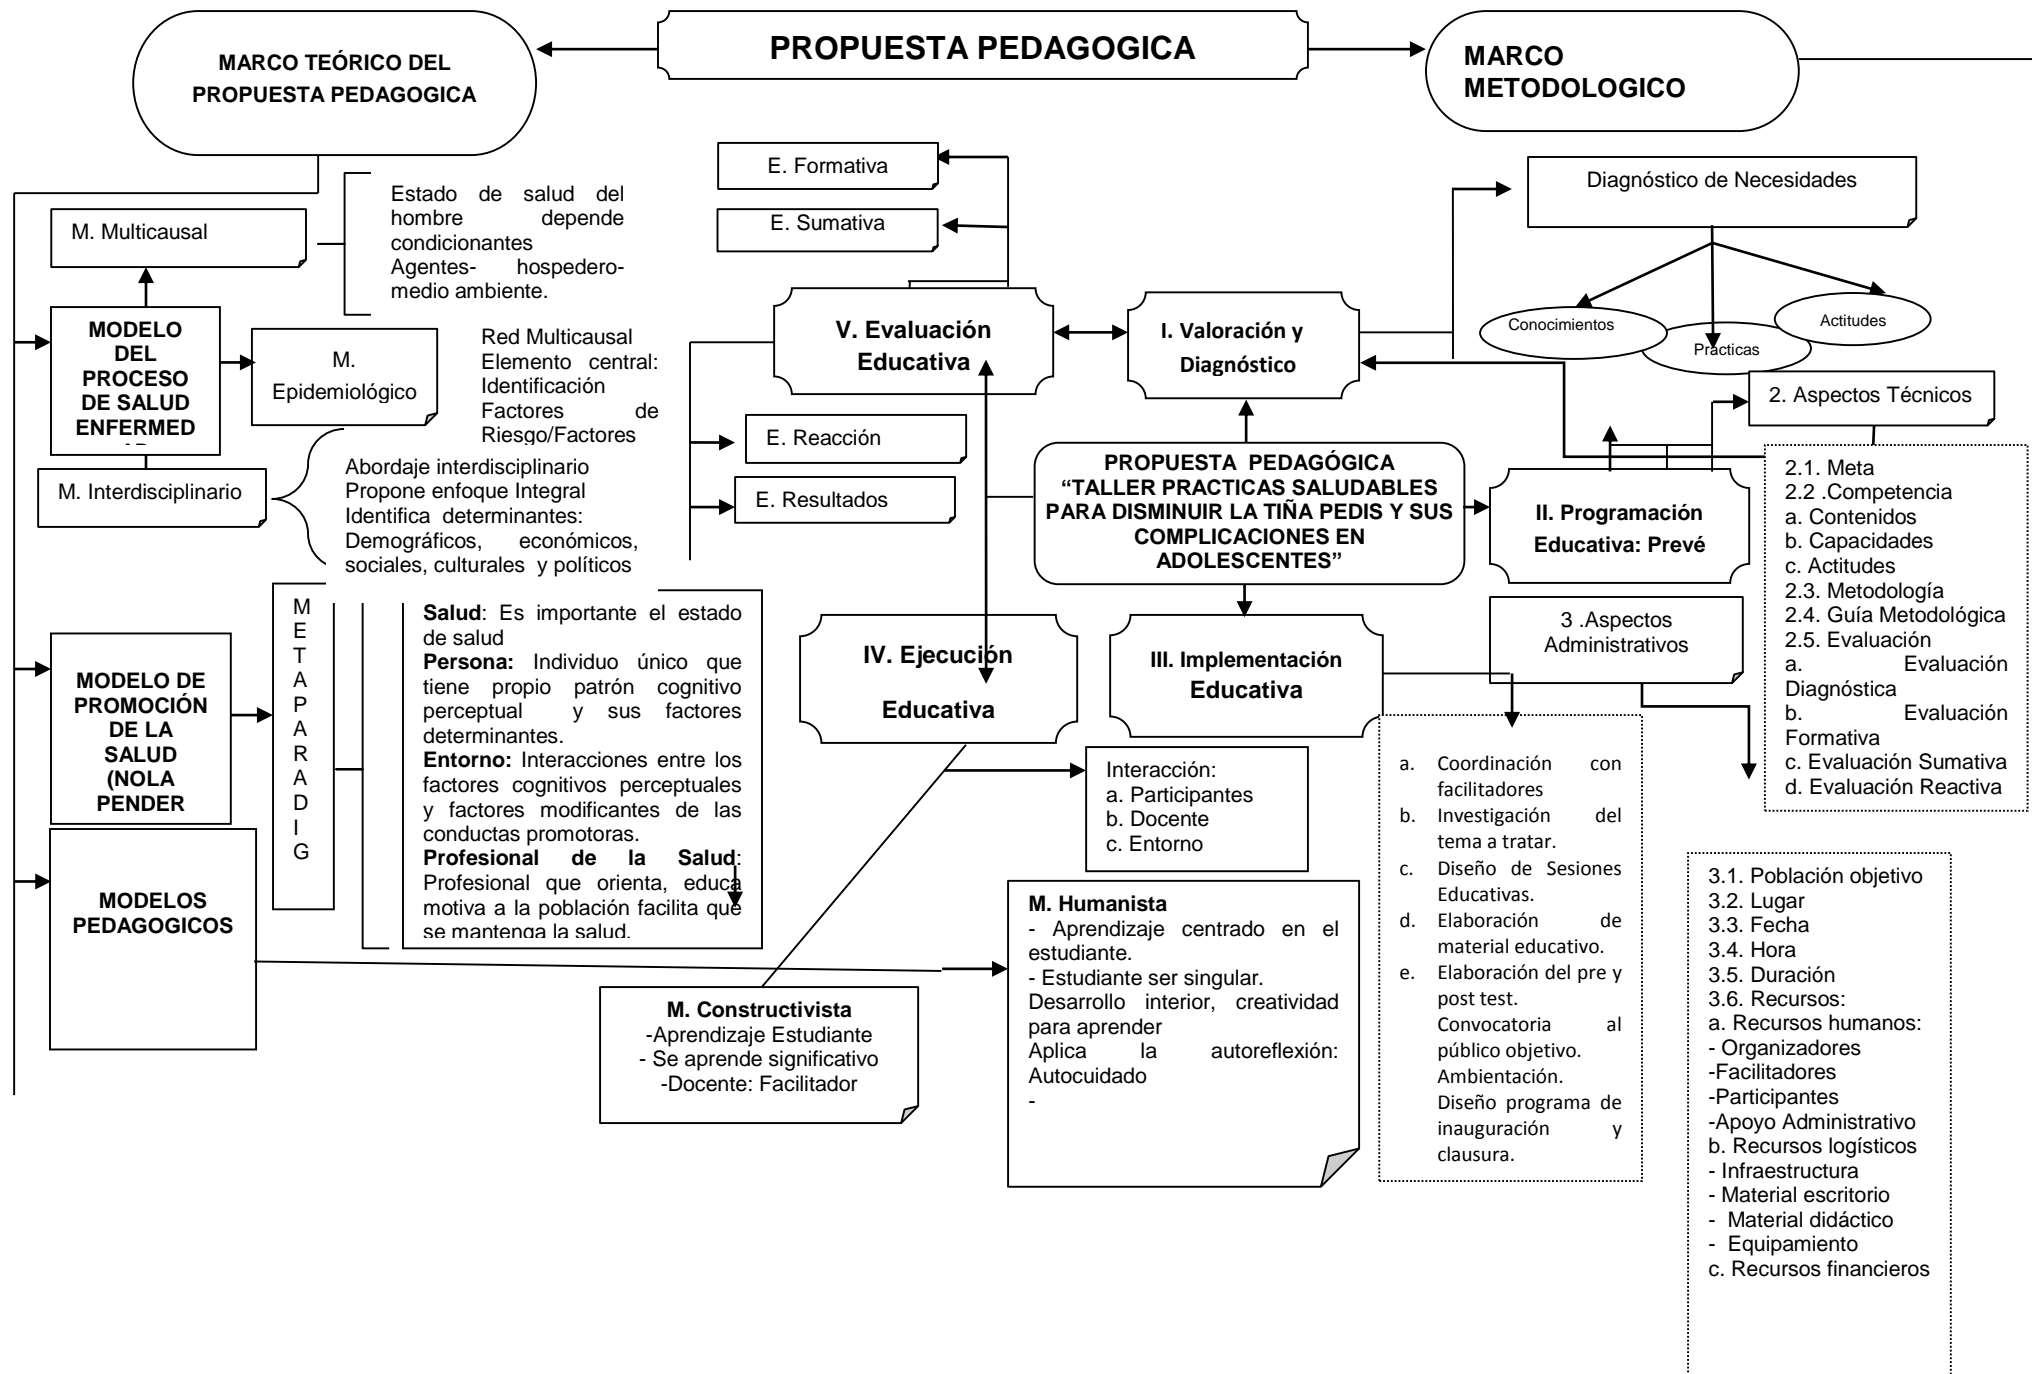 PROPUESTA PEDAGOGICA
MARCO TEÓRICO DEL
PROPUESTA PEDAGOGICA
MARCO
METODOLOGICO
E. Formativa
E. Sumativa
Diagnóstico de Necesidades
Conocimientos
Prácticas
Actitudes
M. Multicausal
Estado de salud del
hombre depende
condicionantes
Agentes- hospedero-
medio ambiente.
MODELO
DEL
PROCESO
DE SALUD
ENFERMED
M.
Epidemiológico
Red Multicausal
Elemento central:
Identificación
Factores de
Riesgo/Factores
M. Interdisciplinario
Abordaje interdisciplinario
Propone enfoque Integral
Identifica determinantes:
Demográficos, económicos,
sociales, culturales y políticos
V. Evaluación
Educativa
I. Valoración y
Diagnóstico
E. Reacción
E. Resultados
PROPUESTA PEDAGÓGICA
“TALLER PRACTICAS SALUDABLES
PARA DISMINUIR LA TIÑA PEDIS Y SUS
COMPLICACIONES EN
ADOLESCENTES”
II. Programación
Educativa: Prevé
2. Aspectos Técnicos
2.1. Meta
2.2 .Competencia
a. Contenidos
b. Capacidades
c. Actitudes
2.3. Metodología
2.4. Guía Metodológica
2.5. Evaluación
a. Evaluación
Diagnóstica
b. Evaluación
Formativa
c. Evaluación Sumativa
d. Evaluación Reactiva
3 .Aspectos
Administrativos
MODELO DE
PROMOCIÓN
DE LA
SALUD
(NOLA
PENDER
M
E
T
A
P
A
R
A
D
I
G
Salud: Es importante el estado
de salud
Persona: Individuo único que
tiene propio patrón cognitivo
perceptual y sus factores
determinantes.
Entorno: Interacciones entre los
factores cognitivos perceptuales
y factores modificantes de las
conductas promotoras.
Profesional de la Salud:
Profesional que orienta, educa
motiva a la población facilita que
se mantenga la salud.
IV. Ejecución
Educativa
III. Implementación
Educativa
Interacción:
a. Participantes
b. Docente
c. Entorno
a. Coordinación con
facilitadores
b. Investigación del
tema a tratar.
c. Diseño de Sesiones
Educativas.
d. Elaboración de
material educativo.
e. Elaboración del pre y
post test.
Convocatoria al
público objetivo.
Ambientación.
Diseño programa de
inauguración y
clausura.
MODELOS
PEDAGOGICOS
M. Constructivista
-Aprendizaje Estudiante
- Se aprende significativo
-Docente: Facilitador
M. Humanista
- Aprendizaje centrado en el
estudiante.
- Estudiante ser singular.
Desarrollo interior, creatividad
para aprender
Aplica la autoreflexión:
Autocuidado
-
3.1. Población objetivo
3.2. Lugar
3.3. Fecha
3.4. Hora
3.5. Duración
3.6. Recursos:
a. Recursos humanos:
- Organizadores
-Facilitadores
-Participantes
-Apoyo Administrativo
b. Recursos logísticos
- Infraestructura
- Material escritorio
- Material didáctico
- Equipamiento
c. Recursos financieros